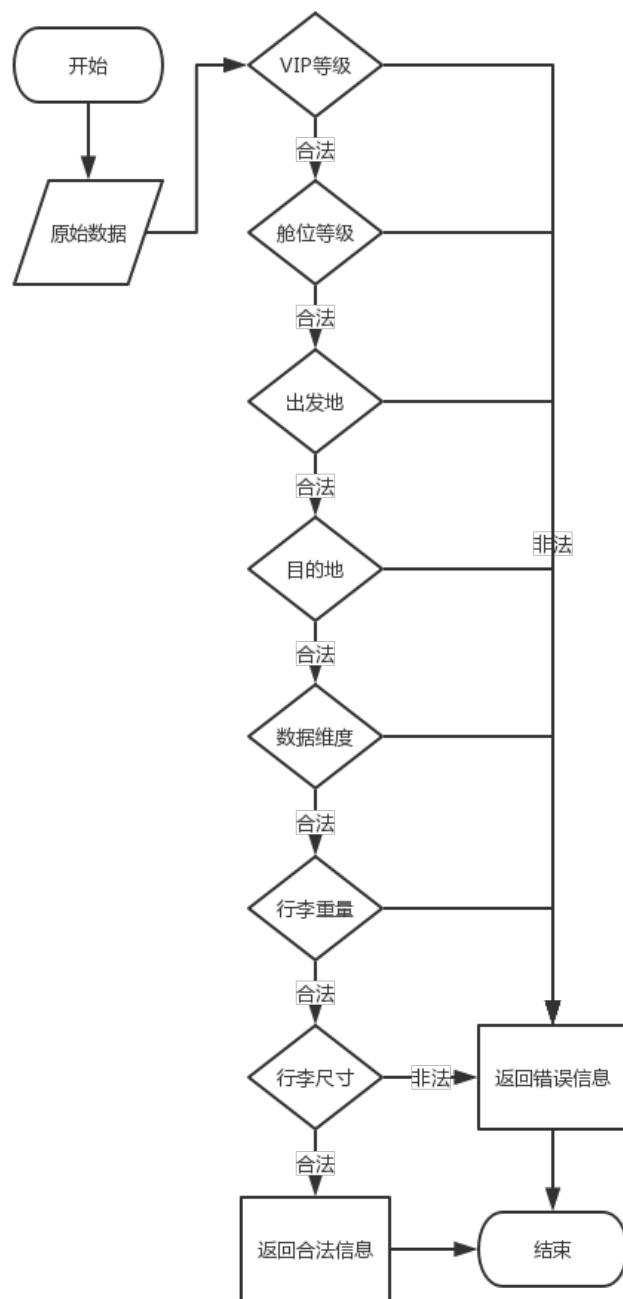 开始
原始数据
VIP等级
合法
舱位等级
合法
出发地
合法
目的地
合法
数据维度
合法
行李重量
合法
行李尺寸
合法
非法
非法
返回错误信息
返回合法信息
结束